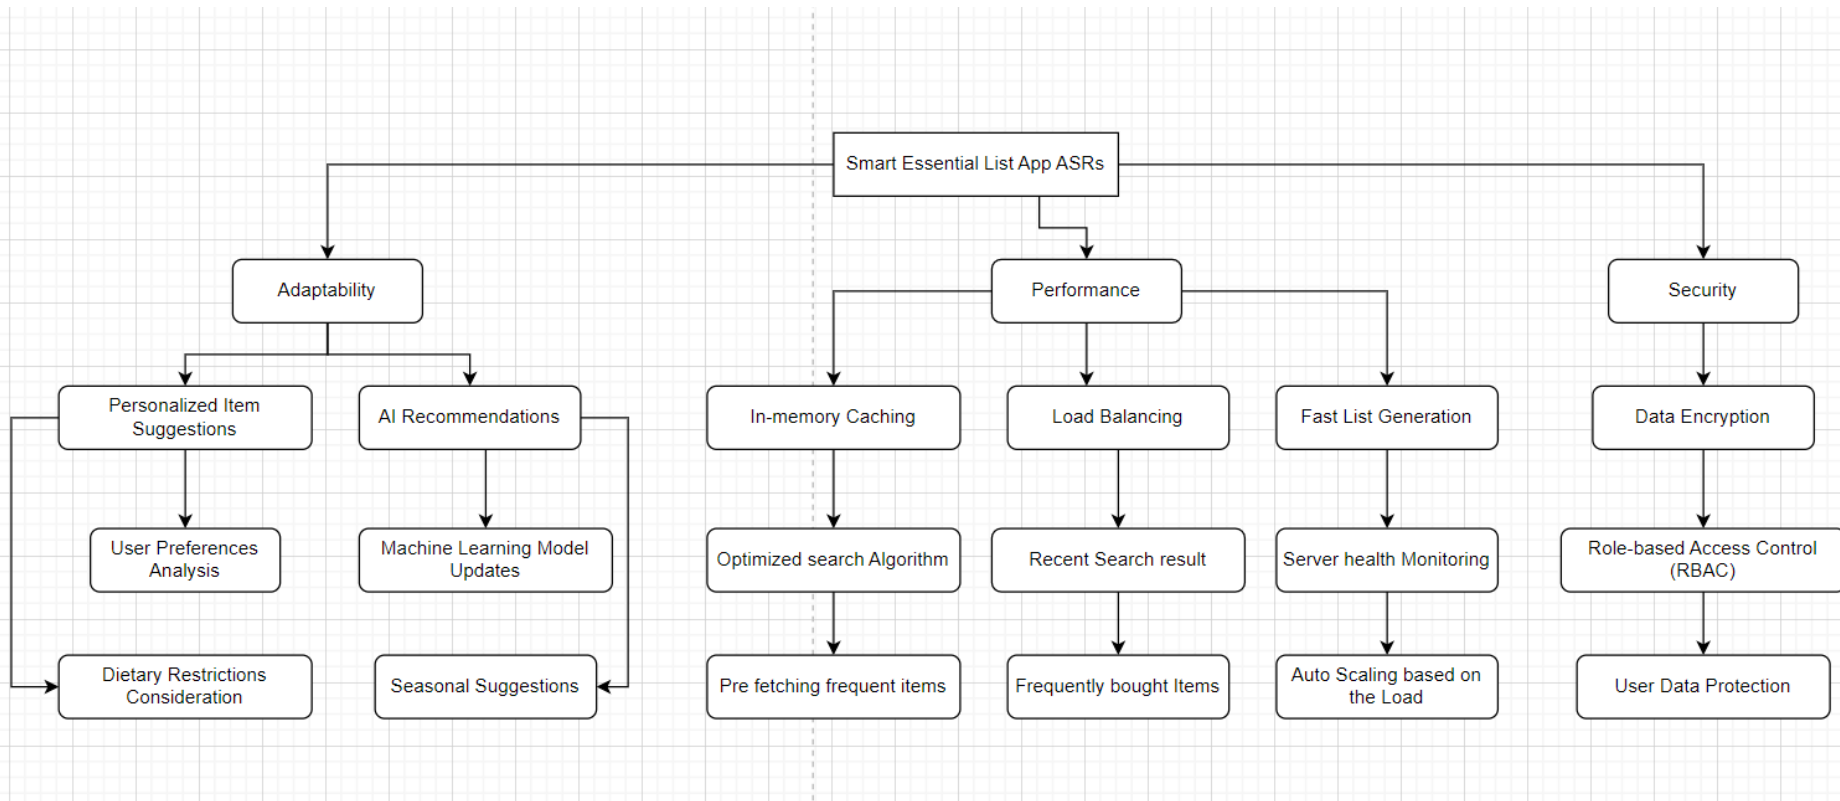 Smart Essential List App ASRs
Adaptability
Performance
Security
Personalized Item
Suggestions
AI Recommendations
In-memory Caching
Load Balancing
Fast List Generation
Data Encryption
User Preferences
Analysis
Machine Learning Model
Updates
Optimized search Algorithm
Recent Search result
Server health Monitoring
Role-based Access Control
(RBAC)
Dietary Restrictions
Consideration
Seasonal Suggestions
Pre fetching frequent items
Frequently bought Items
Auto Scaling based on
the Load
User Data Protection